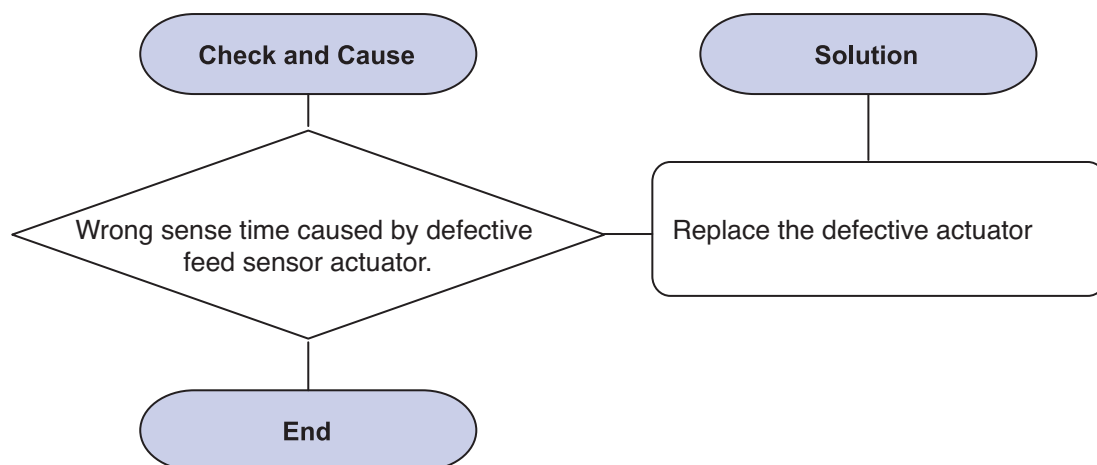 Check and Cause
Solution
Wrong sense time caused by defective
feed sensor actuator.
Replace the defective actuator
End